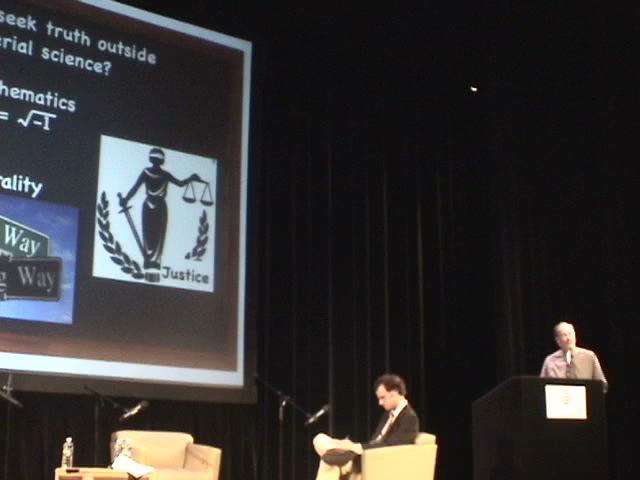 seek truth outside
erial science?
hematics
= √-1
rality
Way
g Way
Justice